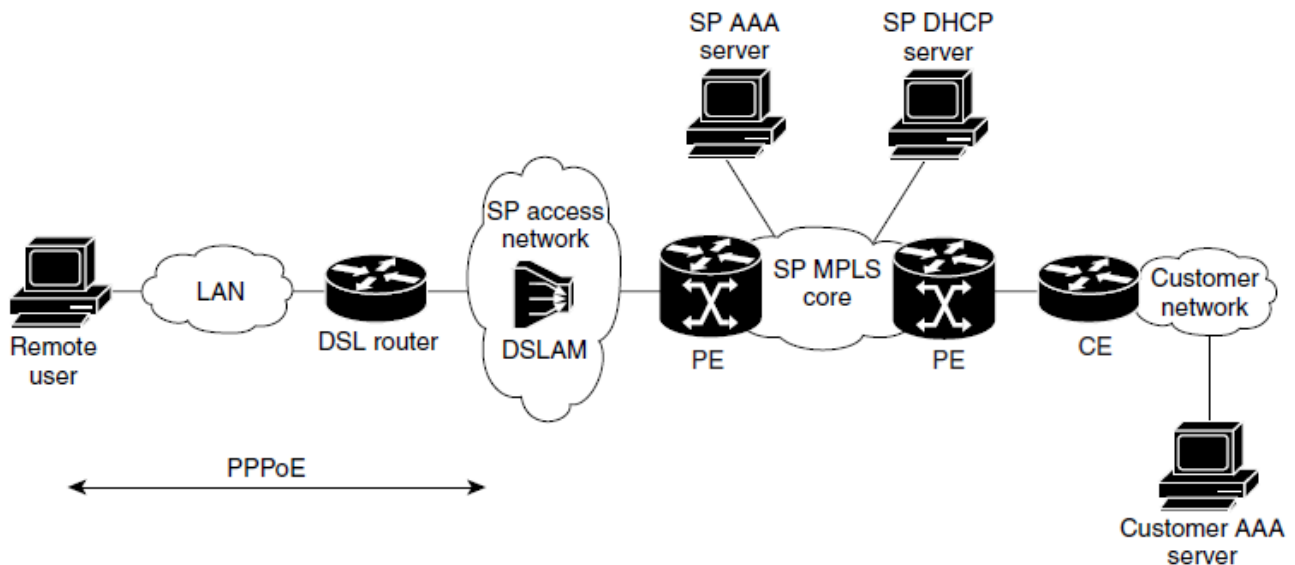 SP AAA
server
SP DHCP
server
SP access
network
DSLAM
SP MPLS
core
Customer
network
LAN
Remote
user
DSL router
PE
PE
CE
PPPoE
Customer AAA
server